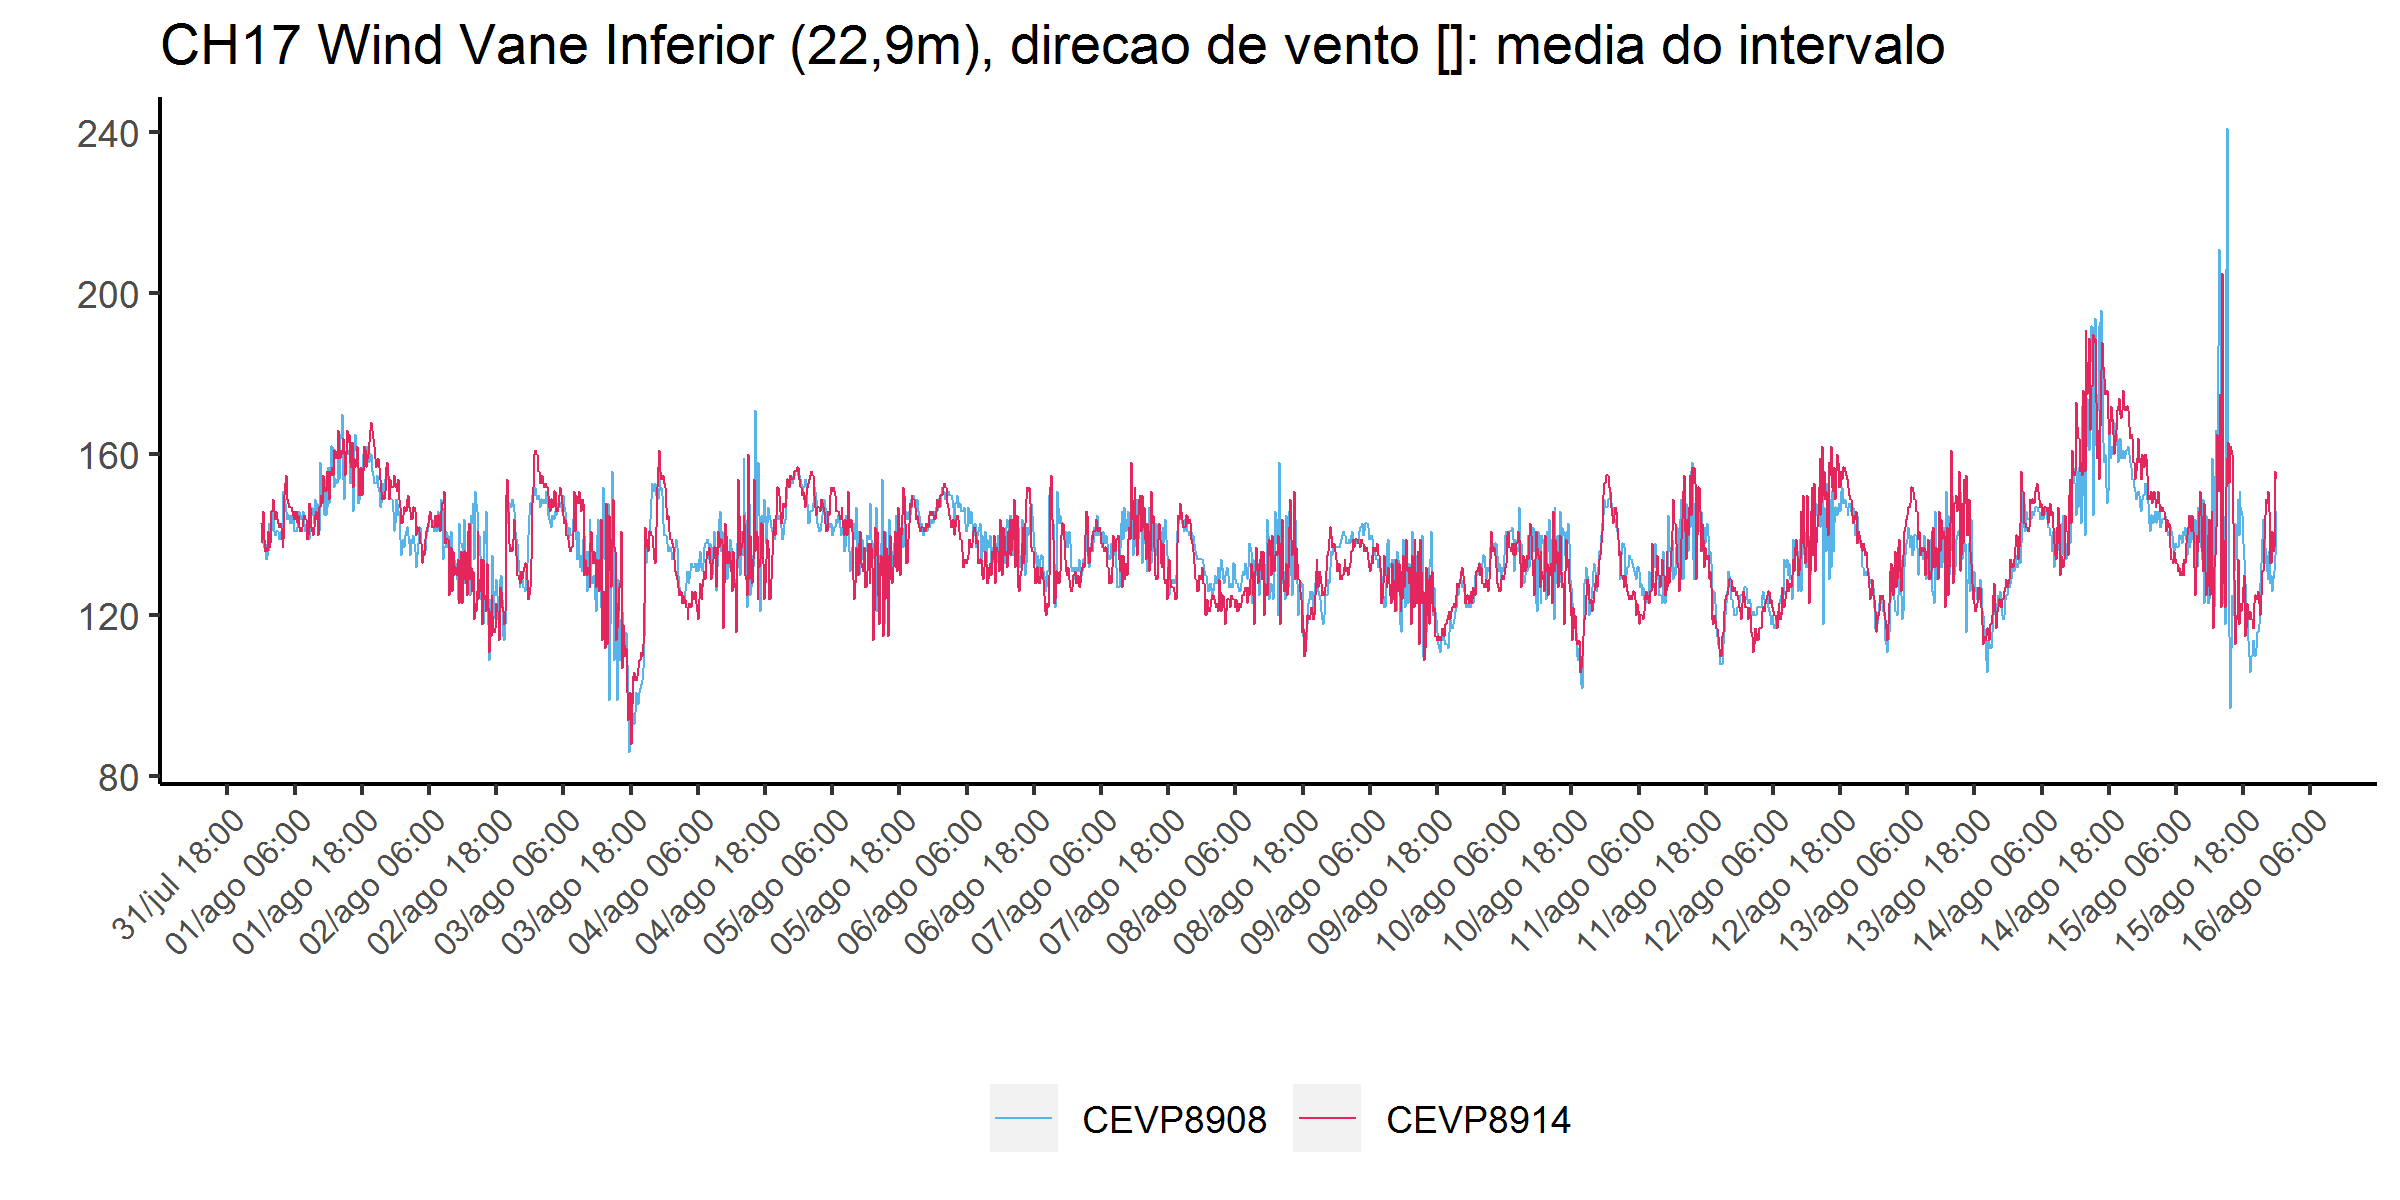 CH17 Wind Vane Inferior (22,9m), direcao de vento []: media do intervalo
240
200
160
120
80
31/jul 18:00
01/ago 06:00
01/ago 18:00
02/ago 06:00
02/ago 18:00
03/ago 06:00
03/ago 18:00
04/ago 06:00
04/ago 18:00
05/ago 06:00
05/ago 18:00
06/ago 06:00
06/ago 18:00
07/ago 06:00
07/ago 18:00
08/ago 06:00
08/ago 18:00
09/ago 06:00
09/ago 18:00
10/ago 06:00
10/ago 18:00
11/ago 06:00
11/ago 18:00
12/ago 06:00
12/ago 18:00
13/ago 06:00
13/ago 18:00
14/ago 06:00
14/ago 18:00
15/ago 06:00
15/ago 18:00
16/ago 06:00
CEVP8908 CEVP8914